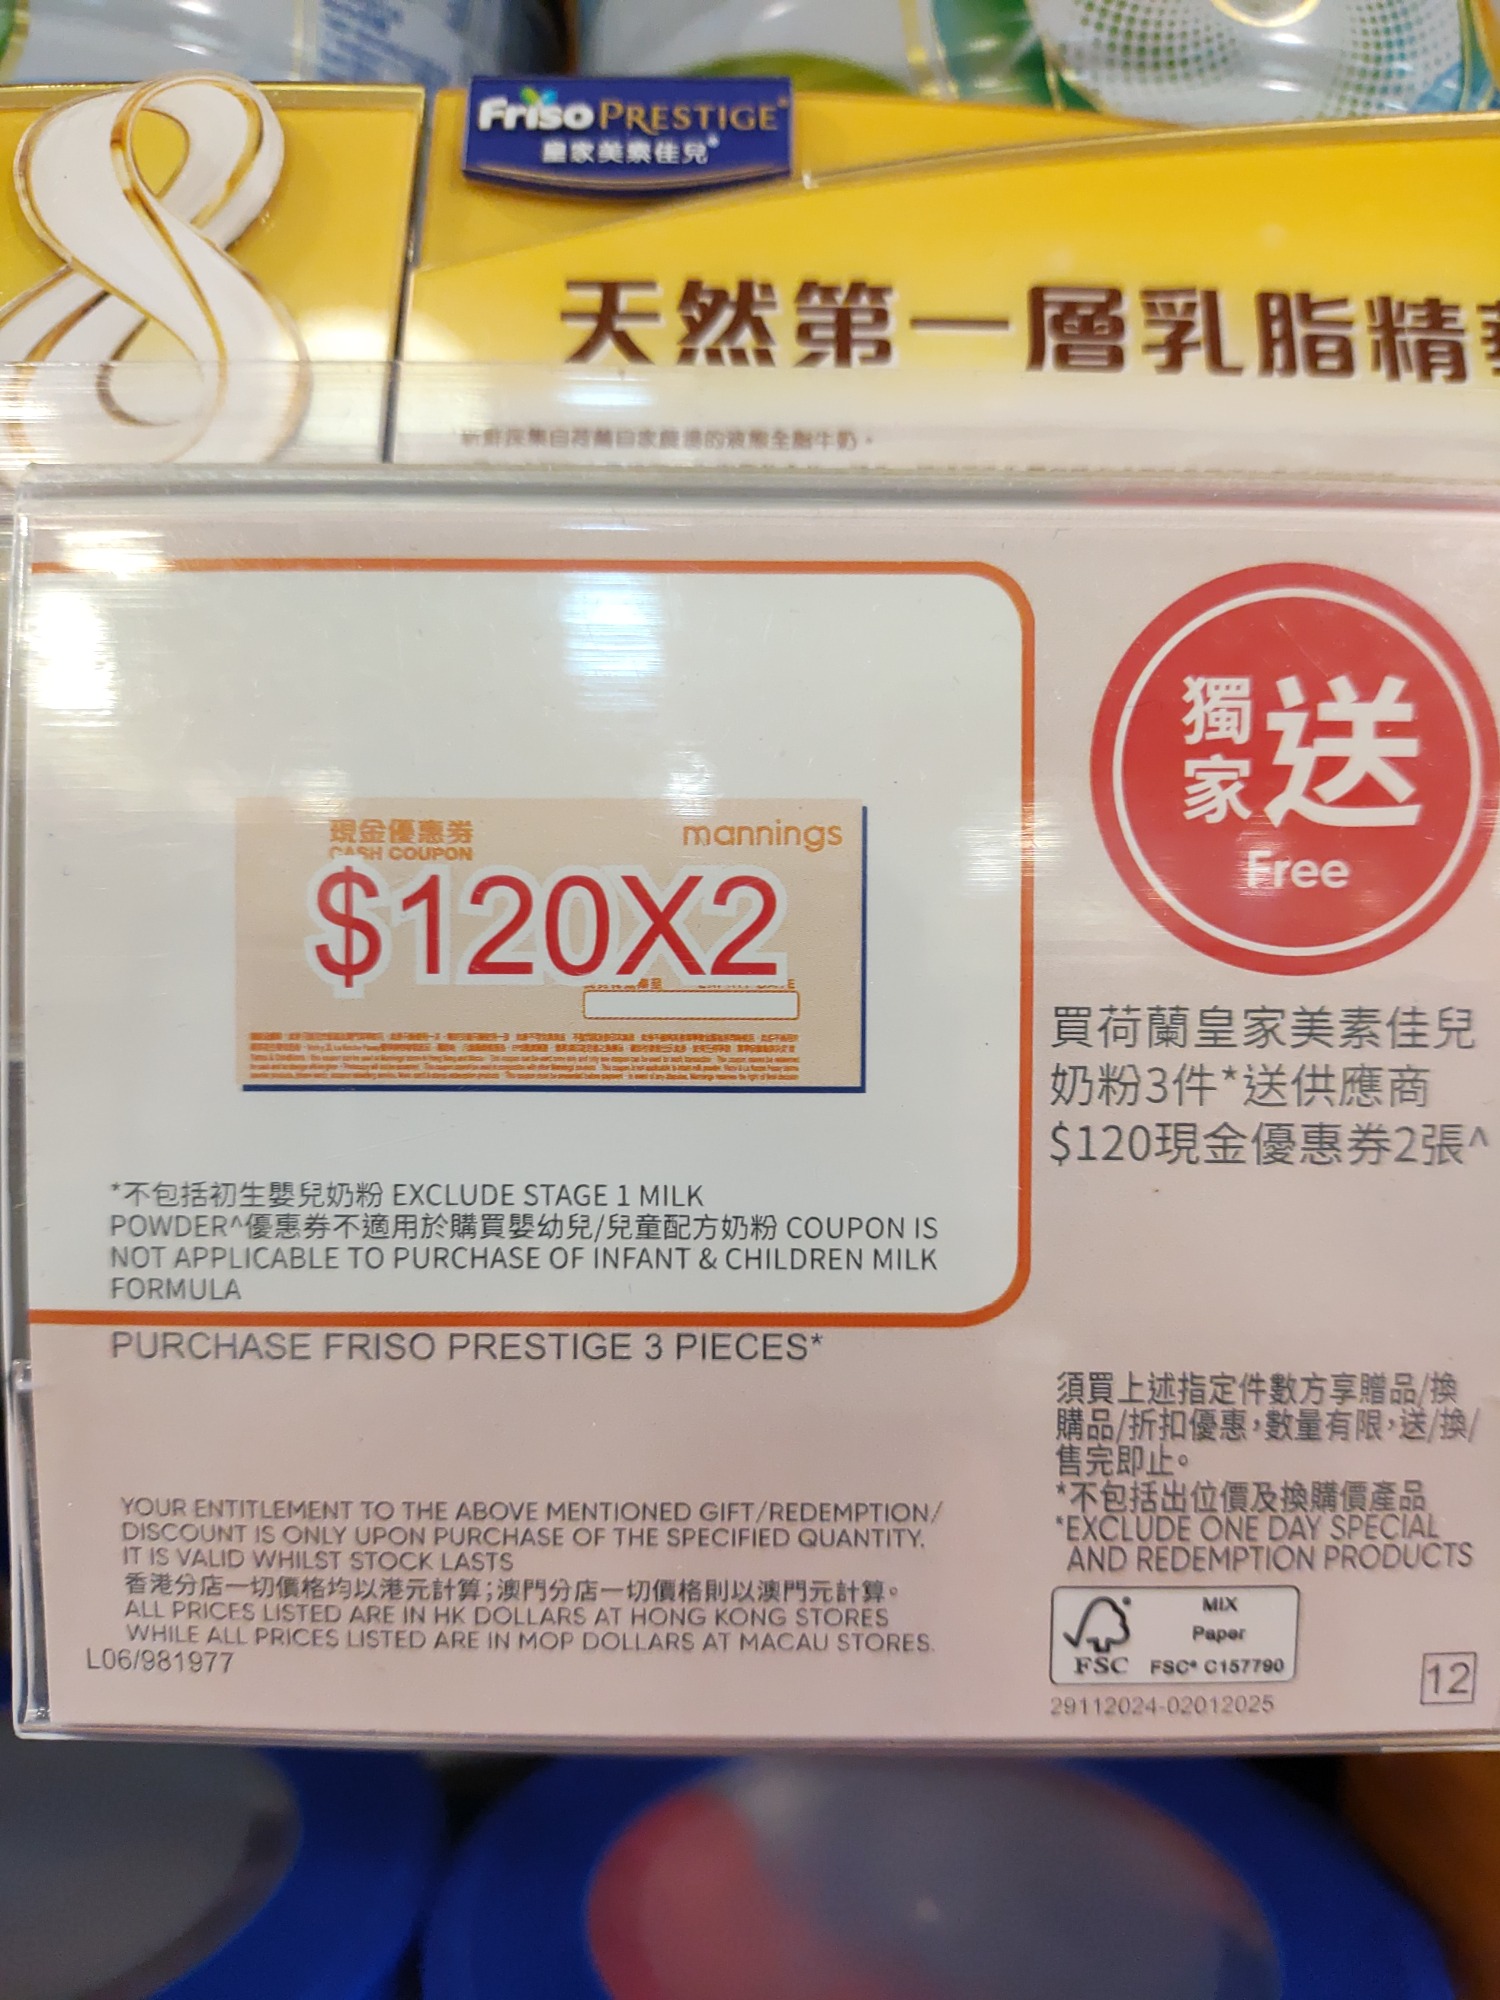 Friso PRESTIGE
皇家美素佳兒
天然第一層乳脂精
現金優惠券
CASH COUPON
mannings
$120X2
獨家送
Free
買荷蘭皇家美素佳兒
奶粉3件*送供應商
$120現金優惠券2張^
*不包括初生嬰兒奶粉 EXCLUDE STAGE 1 MILK
POWDER^優惠券不適用於購買嬰幼兒/兒童配方奶粉 COUPON IS
NOT APPLICABLE TO PURCHASE OF INFANT & CHILDREN MILK
FORMULA
PURCHASE FRISO PRESTIGE 3 PIECES*
須買上述指定件數方享贈品/換
購品/折扣優惠，數量有限，送/換/
售完即止。
*不包括出位價及換購價產品
*EXCLUDE ONE DAY SPECIAL
AND REDEMPTION PRODUCTS
YOUR ENTITLEMENT TO THE ABOVE MENTIONED GIFT/REDEMPTION/
DISCOUNT IS ONLY UPON PURCHASE OF THE SPECIFIED QUANTITY.
IT IS VALID WHILST STOCK LASTS
香港分店一切價格均以港元計算；澳門分店一切價格則以澳門元計算。
ALL PRICES LISTED ARE IN HK DOLLARS AT HONG KONG STORES
WHILE ALL PRICES LISTED ARE IN MOP DOLLARS AT MACAU STORES.
L06/981977
FSC
MIX
Paper
FSC® C157790
29112024-02012025
12